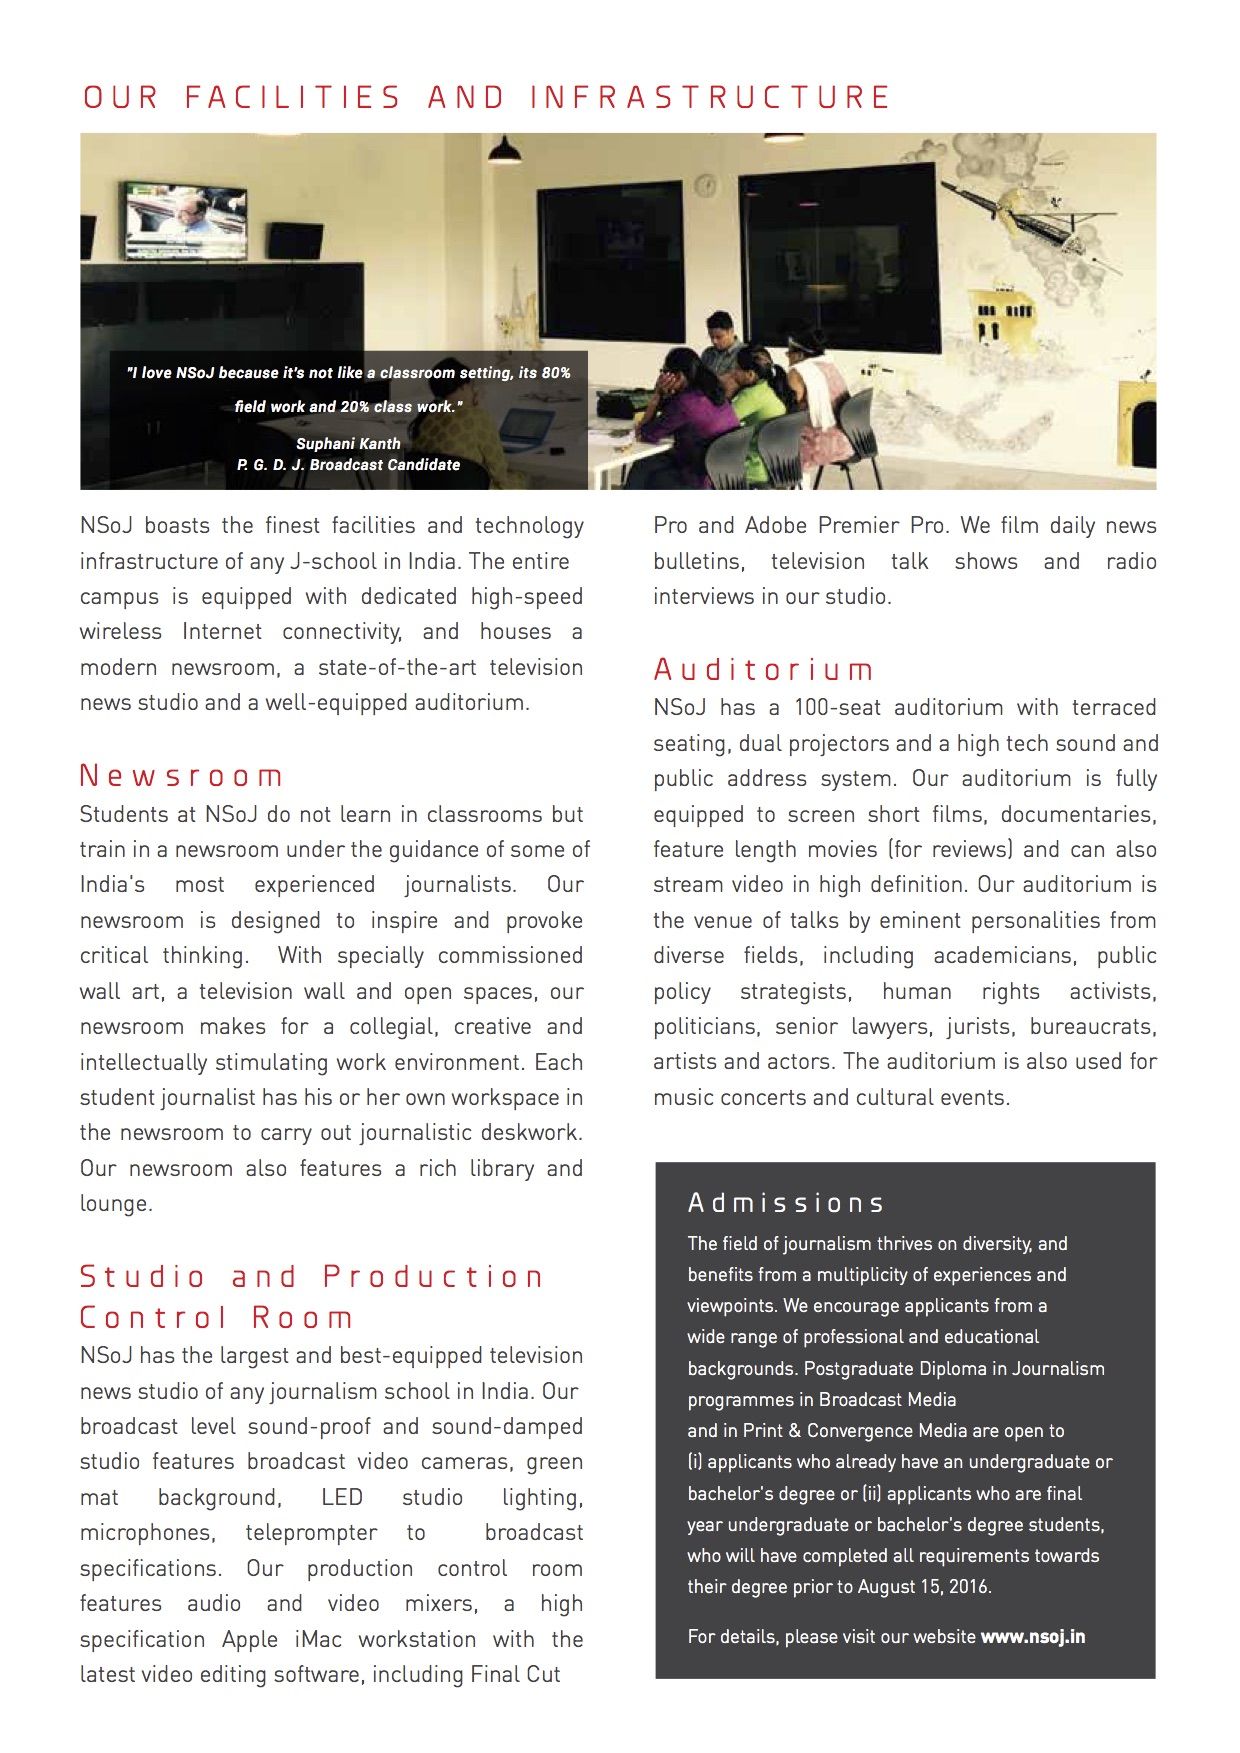 OUR FACILITIES AND INFRASTRUCTURE
"I love NSoJ because it's not like a classroom setting, its 80%
field work and 20% class work."
Suphani Kanth
P. G. D. J. Broadcast Candidate
NSoJ boasts the finest facilities and technology
infrastructure of any J-school in India. The entire
campus is equipped with dedicated high-speed
wireless Internet connectivity, and houses a
modern newsroom, a state-of-the-art television
news studio and a well-equipped auditorium.
Newsroom
Students at NSoJ do not learn in classrooms but
train in a newsroom under the guidance of some of
India's most experienced journalists. Our
newsroom is designed to inspire and provoke
critical thinking. With specially commissioned
wall art, a television wall and open spaces, our
newsroom makes for a collegial, creative and
intellectually stimulating work environment. Each
student journalist has his or her own workspace in
the newsroom to carry out journalistic deskwork.
Our newsroom also features a rich library and
lounge.
Studio and Production
Control Room
NSoJ has the largest and best-equipped television
news studio of any journalism school in India. Our
broadcast level sound-proof and sound-damped
studio features broadcast video cameras, green
mat background, LED studio lighting,
microphones, teleprompter to broadcast
specifications. Our production control room
features audio and video mixers, a high
specification Apple iMac workstation with the
latest video editing software, including Final Cut
Pro and Adobe Premier Pro. We film daily news
bulletins, television talk shows and radio
interviews in our studio.
Auditorium
NSoJ has a 100-seat auditorium with terraced
seating, dual projectors and a high tech sound and
public address system. Our auditorium is fully
equipped to screen short films, documentaries,
feature length movies (for reviews) and can also
stream video in high definition. Our auditorium is
the venue of talks by eminent personalities from
diverse fields, including academicians, public
policy strategists, human rights activists,
politicians, senior lawyers, jurists, bureaucrats,
artists and actors. The auditorium is also used for
music concerts and cultural events.
Admissions
The field of journalism thrives on diversity, and
benefits from a multiplicity of experiences and
viewpoints. We encourage applicants from a
wide range of professional and educational
backgrounds. Postgraduate Diploma in Journalism
programmes in Broadcast Media
and in Print & Convergence Media are open to
(i) applicants who already have an undergraduate or
bachelor's degree or (ii) applicants who are final
year undergraduate or bachelor's degree students,
who will have completed all requirements towards
their degree prior to August 15, 2016.
For details, please visit our website www.nsoj.in